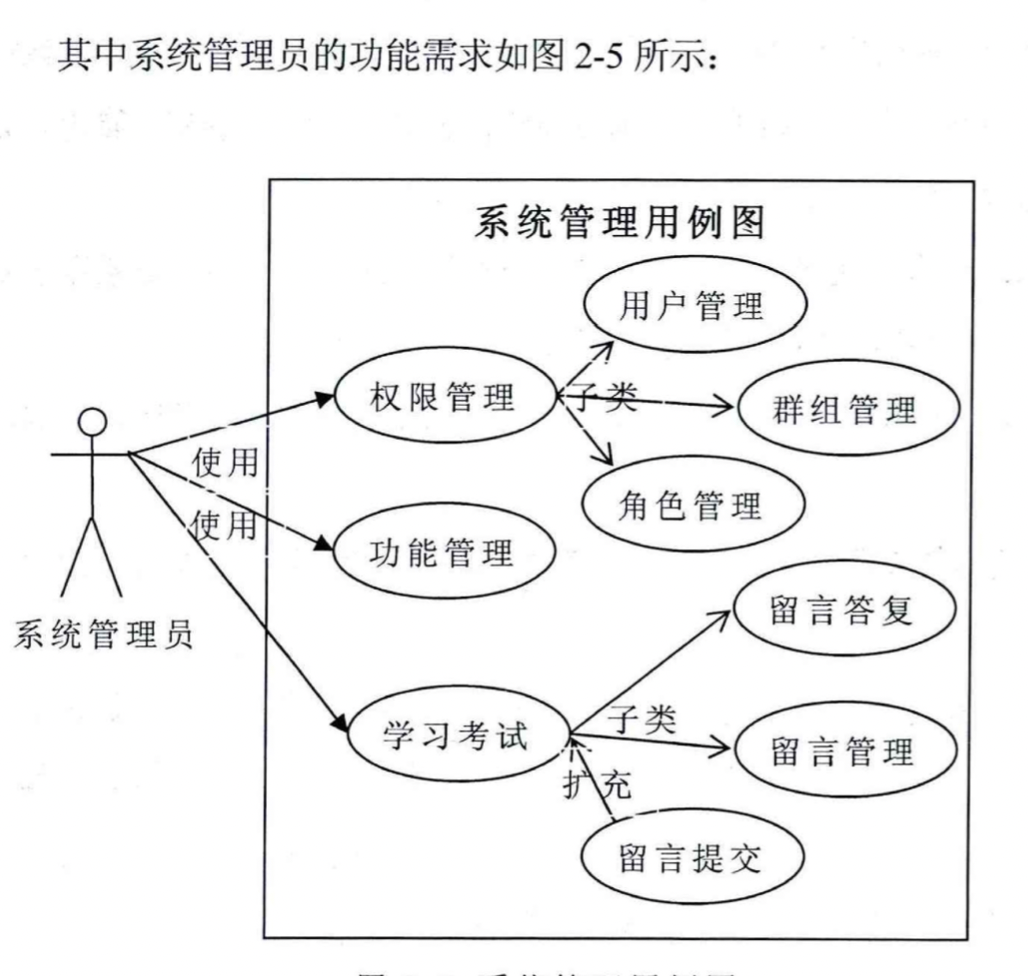 其中系统管理员的功能需求如图 2-5 所示：
系统管理用例图
用户管理
权限管理
子类
群组管理
使用
角色管理
使用
功能管理
系统管理员
留言答复
学习考试
子类
留言管理
扩充
留言提交